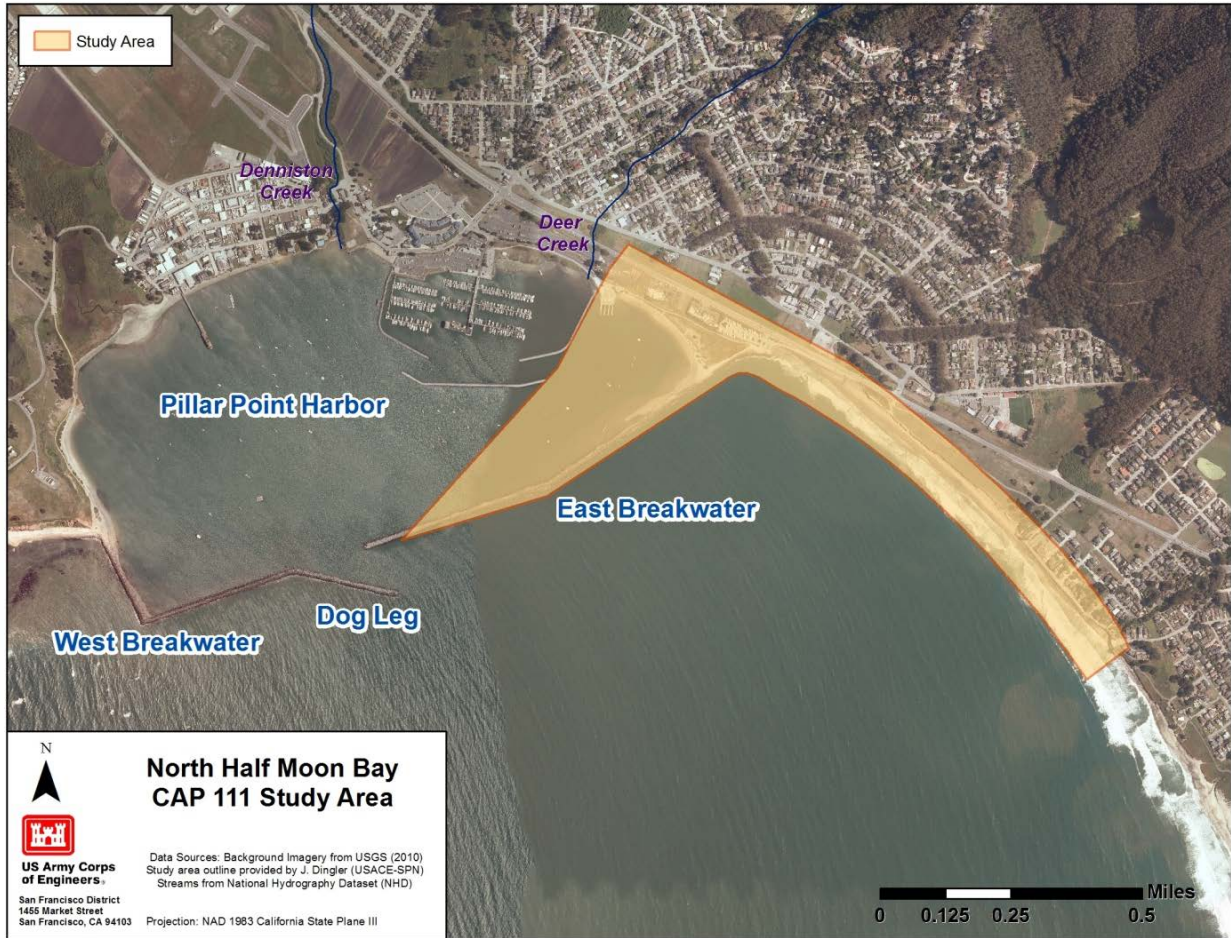 Study Area
Denniston
Creek
Deer
Creek
Pillar Point Harbor
East Breakwater
Dog Leg
West Breakwater
N
North Half Moon Bay
CAP 111 Study Area
US Army Corps
of Engineers®
San Francisco District
1455 Market Street
San Francisco, CA 94103
Data Sources: Background Imagery from USGS (2010)
Study area outline provided by J. Dingler (USACE-SPN)
Streams from National Hydrography Dataset (NHD)
Projection: NAD 1983 California State Plane III
Miles
0 0.125 0.25 0.5